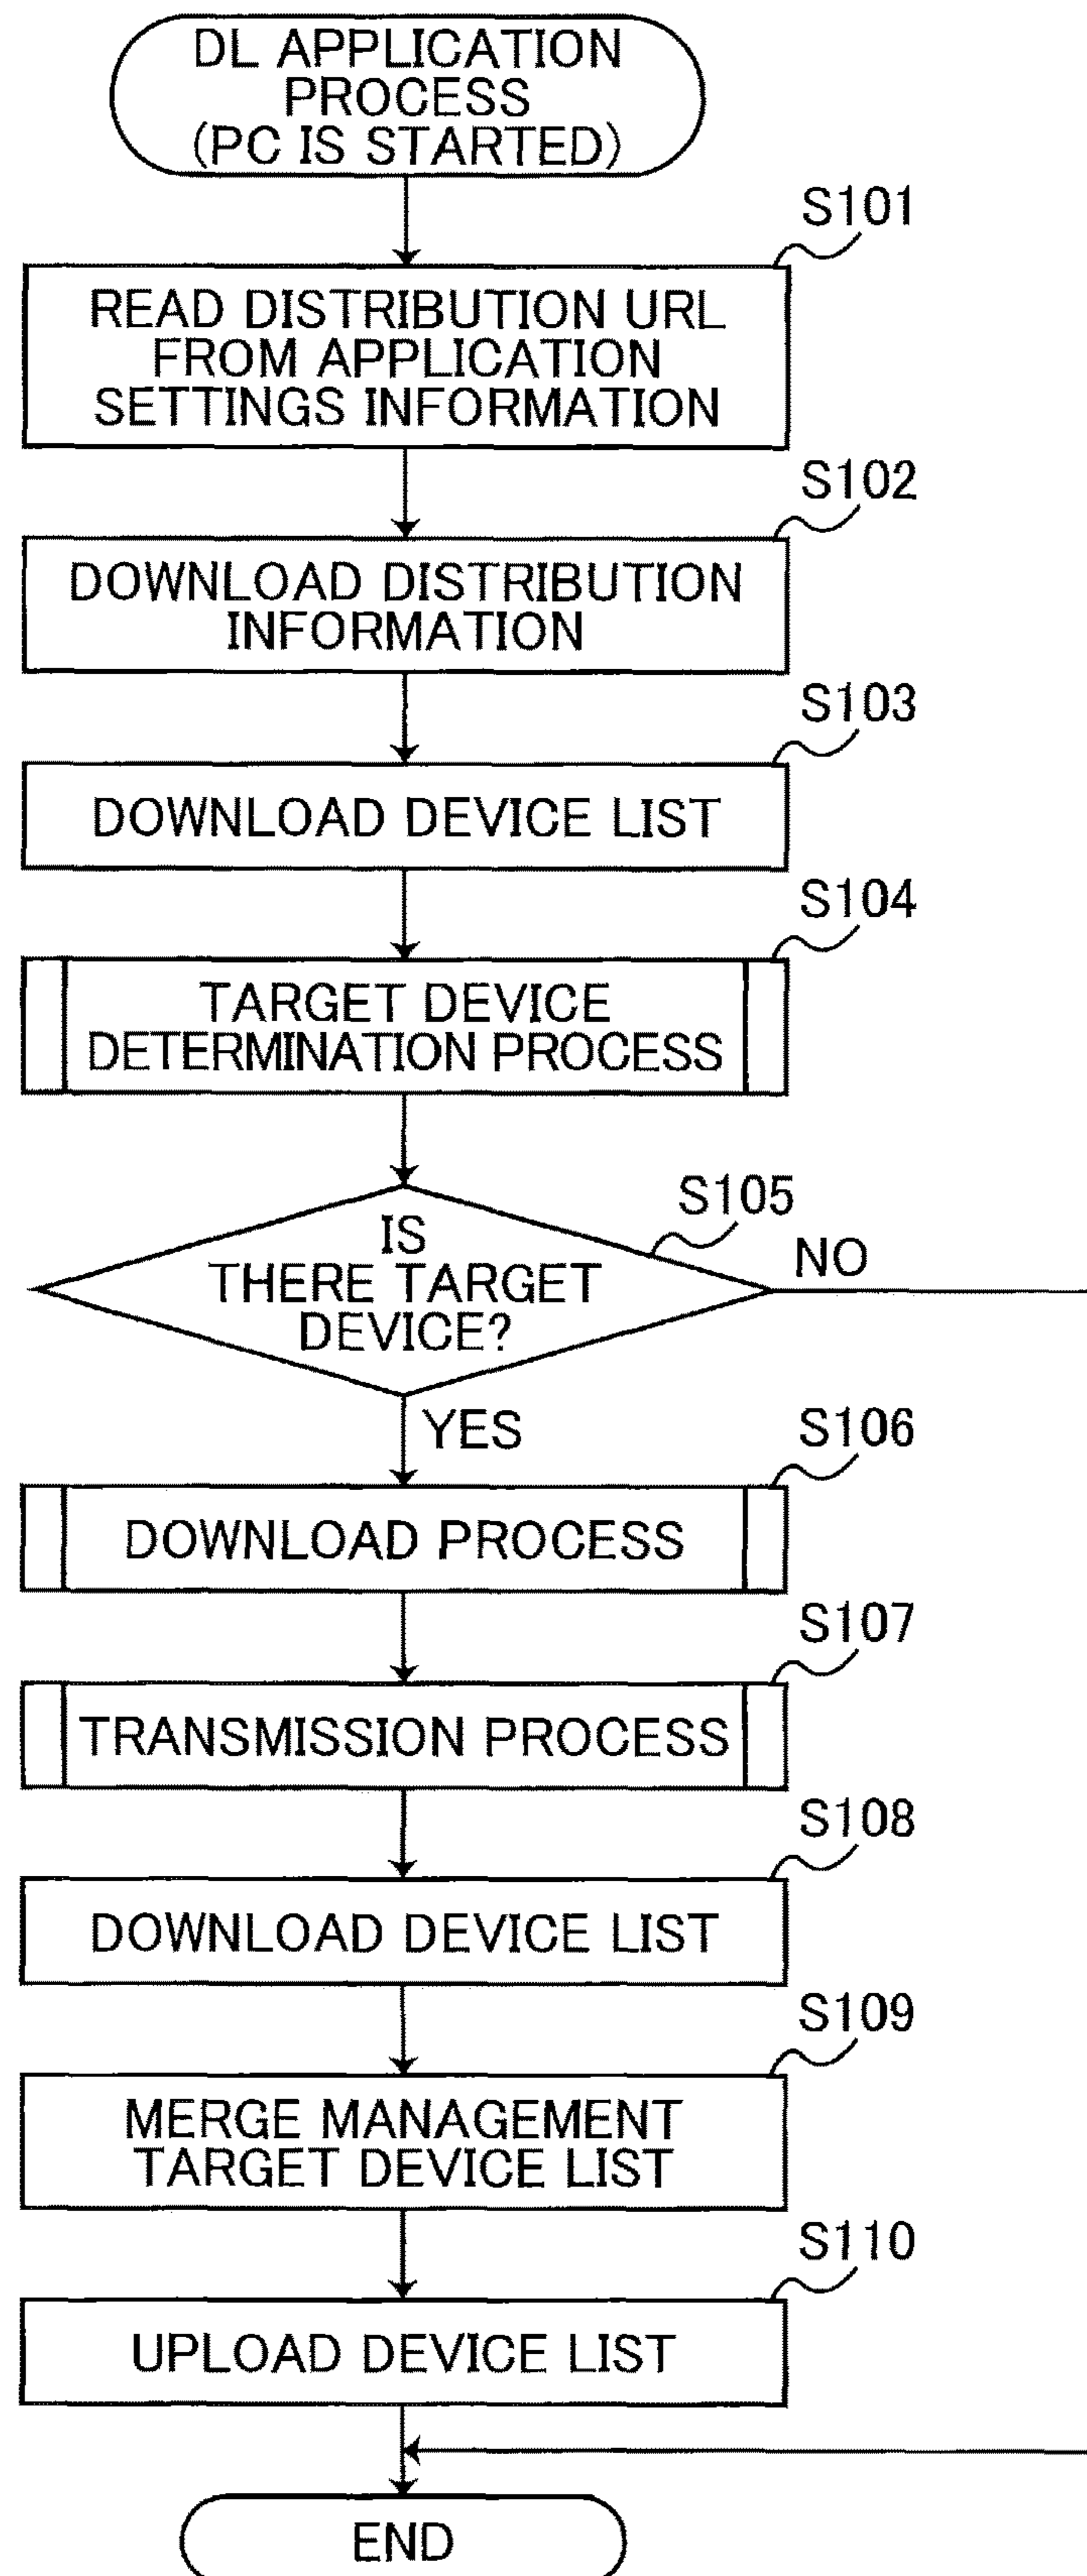 DL APPLICATION
PROCESS
(PC IS STARTED)
S101
READ DISTRIBUTION URL
FROM APPLICATION
SETTINGS INFORMATION
S102
DOWNLOAD DISTRIBUTION
INFORMATION
S103
DOWNLOAD DEVICE LIST
S104
TARGET DEVICE
DETERMINATION PROCESS
S105
IS
THERE TARGET
DEVICE?
NO
YES
S106
DOWNLOAD PROCESS
S107
TRANSMISSION PROCESS
S108
DOWNLOAD DEVICE LIST
S109
MERGE MANAGEMENT
TARGET DEVICE LIST
S110
UPLOAD DEVICE LIST
END